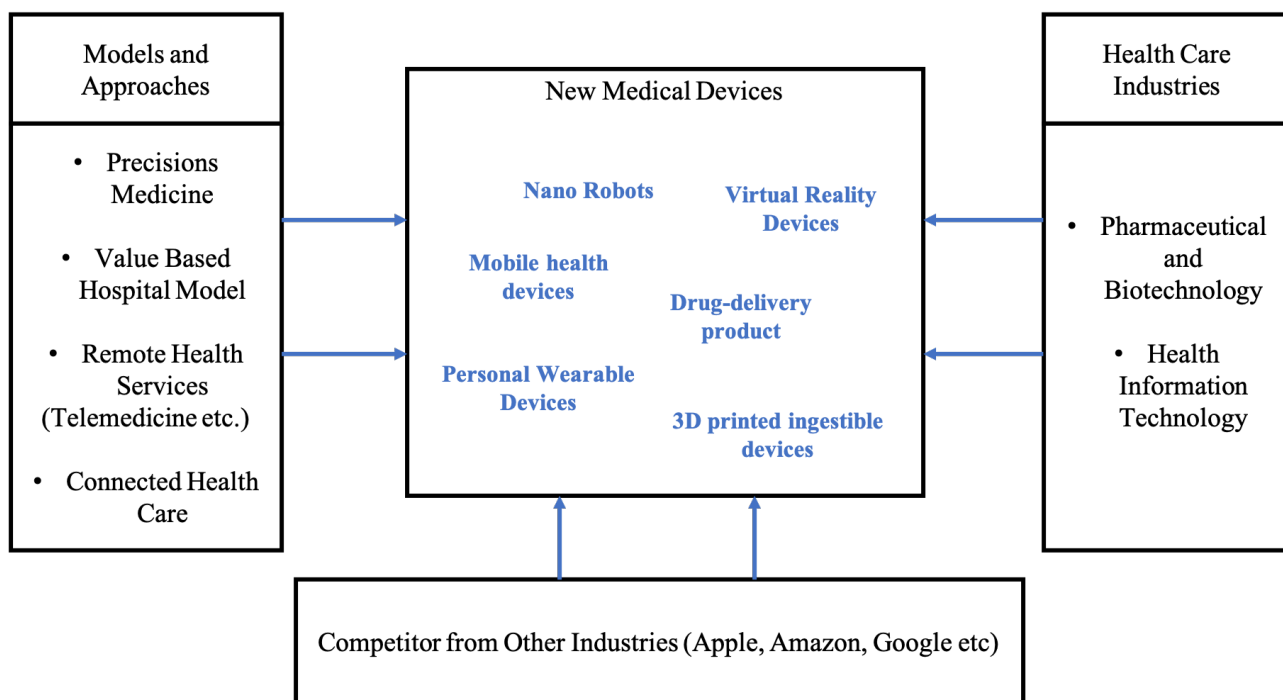 Models and
Approaches
• Precisions
Medicine
• Value Based
Hospital Model
• Remote Health
Services
(Telemedicine etc.)
• Connected Health
Care
New Medical Devices
Nano Robots
Virtual Reality
Devices
Mobile health
devices
Drug-delivery
product
Personal Wearable
Devices
3D printed ingestible
devices
Health Care
Industries
• Pharmaceutical
and
Biotechnology
• Health
Information
Technology
Competitor from Other Industries (Apple, Amazon, Google etc)